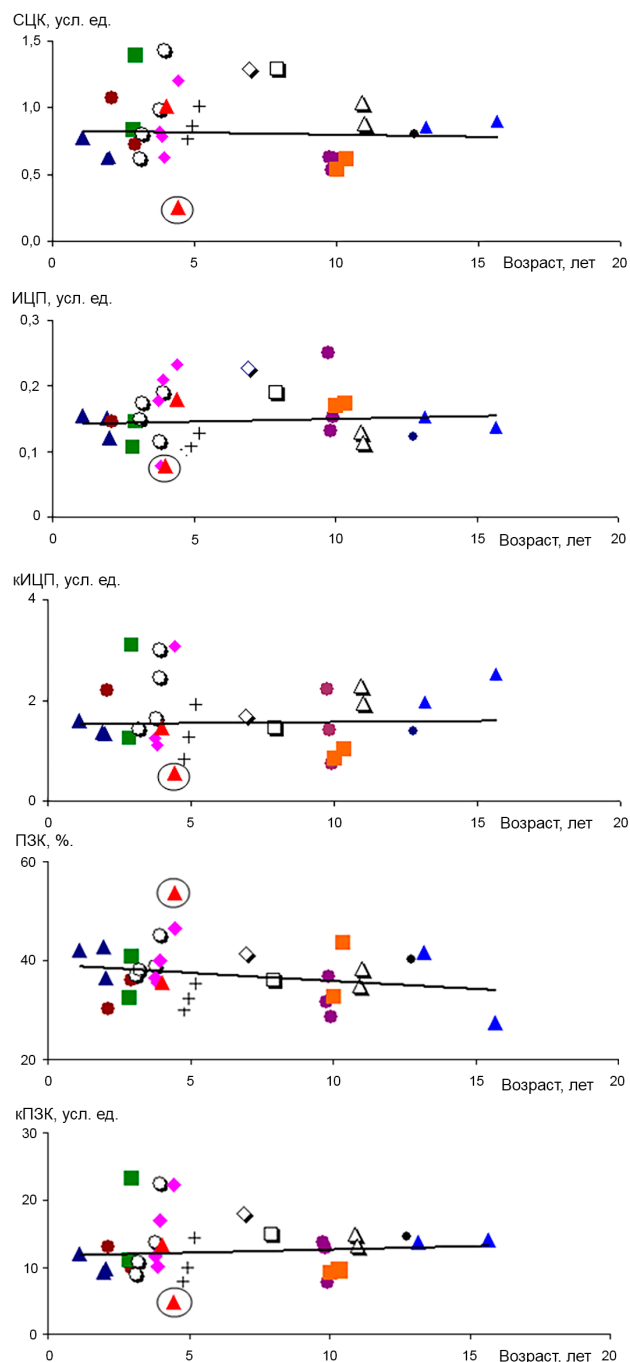 СЦК, усл. ед.
1,5
1,0
0,5
0,0
0 5 10 15 20
Возраст, лет
ИЦП, усл. ед.
0,3
0,2
0,1
0
0 5 10 15 20
Возраст, лет
кИЦП, усл. ед.
4
2
0
0 5 10 15 20
Возраст, лет
ПЗК, %.
60
40
20
0 5 10 15 20
Возраст, лет
кПЗК, усл. ед.
30
20
10
0
0 5 10 15 20
Возраст, лет